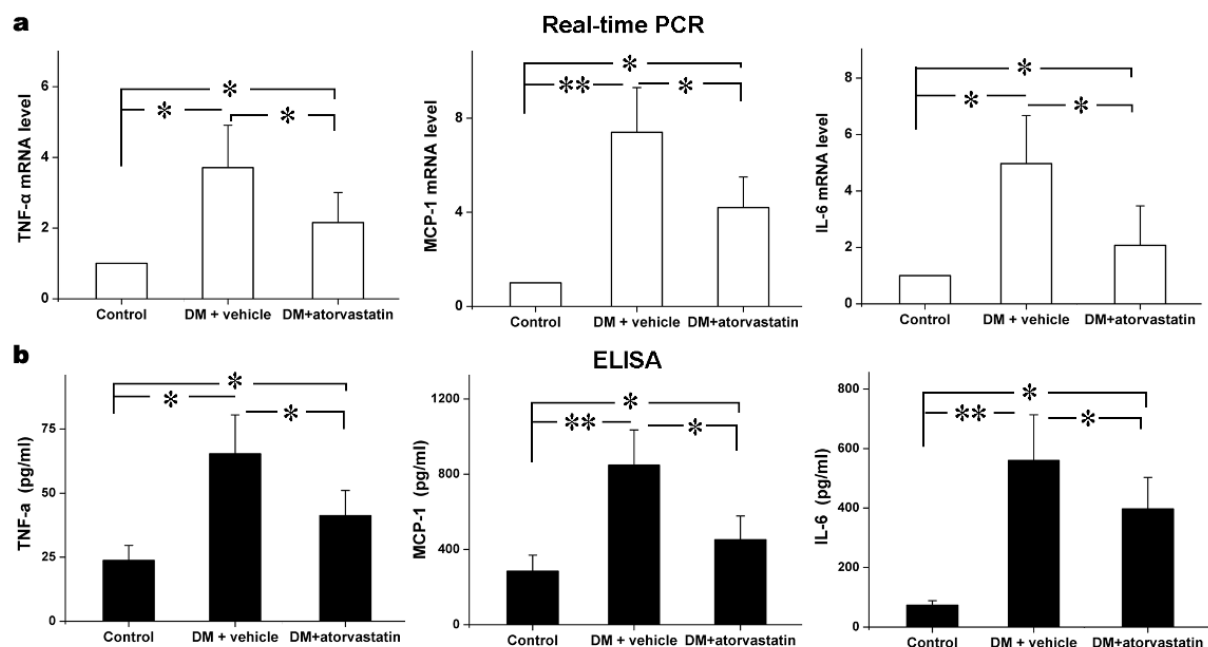 a
Real-time PCR
TNF-α mRNA level
6
4
2
0
*
*
*
Control
DM + vehicle
DM+atorvastatin
MCP-1 mRNA level
8
4
0
*
**
*
Control
DM + vehicle
DM+atorvastatin
IL-6 mRNA level
8
6
4
2
0
*
*
*
Control
DM + vehicle
DM+atorvastatin
b
ELISA
TNF-a (pg/ml)
75
50
25
0
*
*
*
Control
DM + vehicle
DM+atorvastatin
MCP-1 (pg/ml)
1200
800
400
0
*
**
*
Control
DM + vehicle
DM+atorvastatin
IL-6 (pg/ml)
800
600
400
200
0
*
**
*
Control
DM + vehicle
DM+atorvastatin